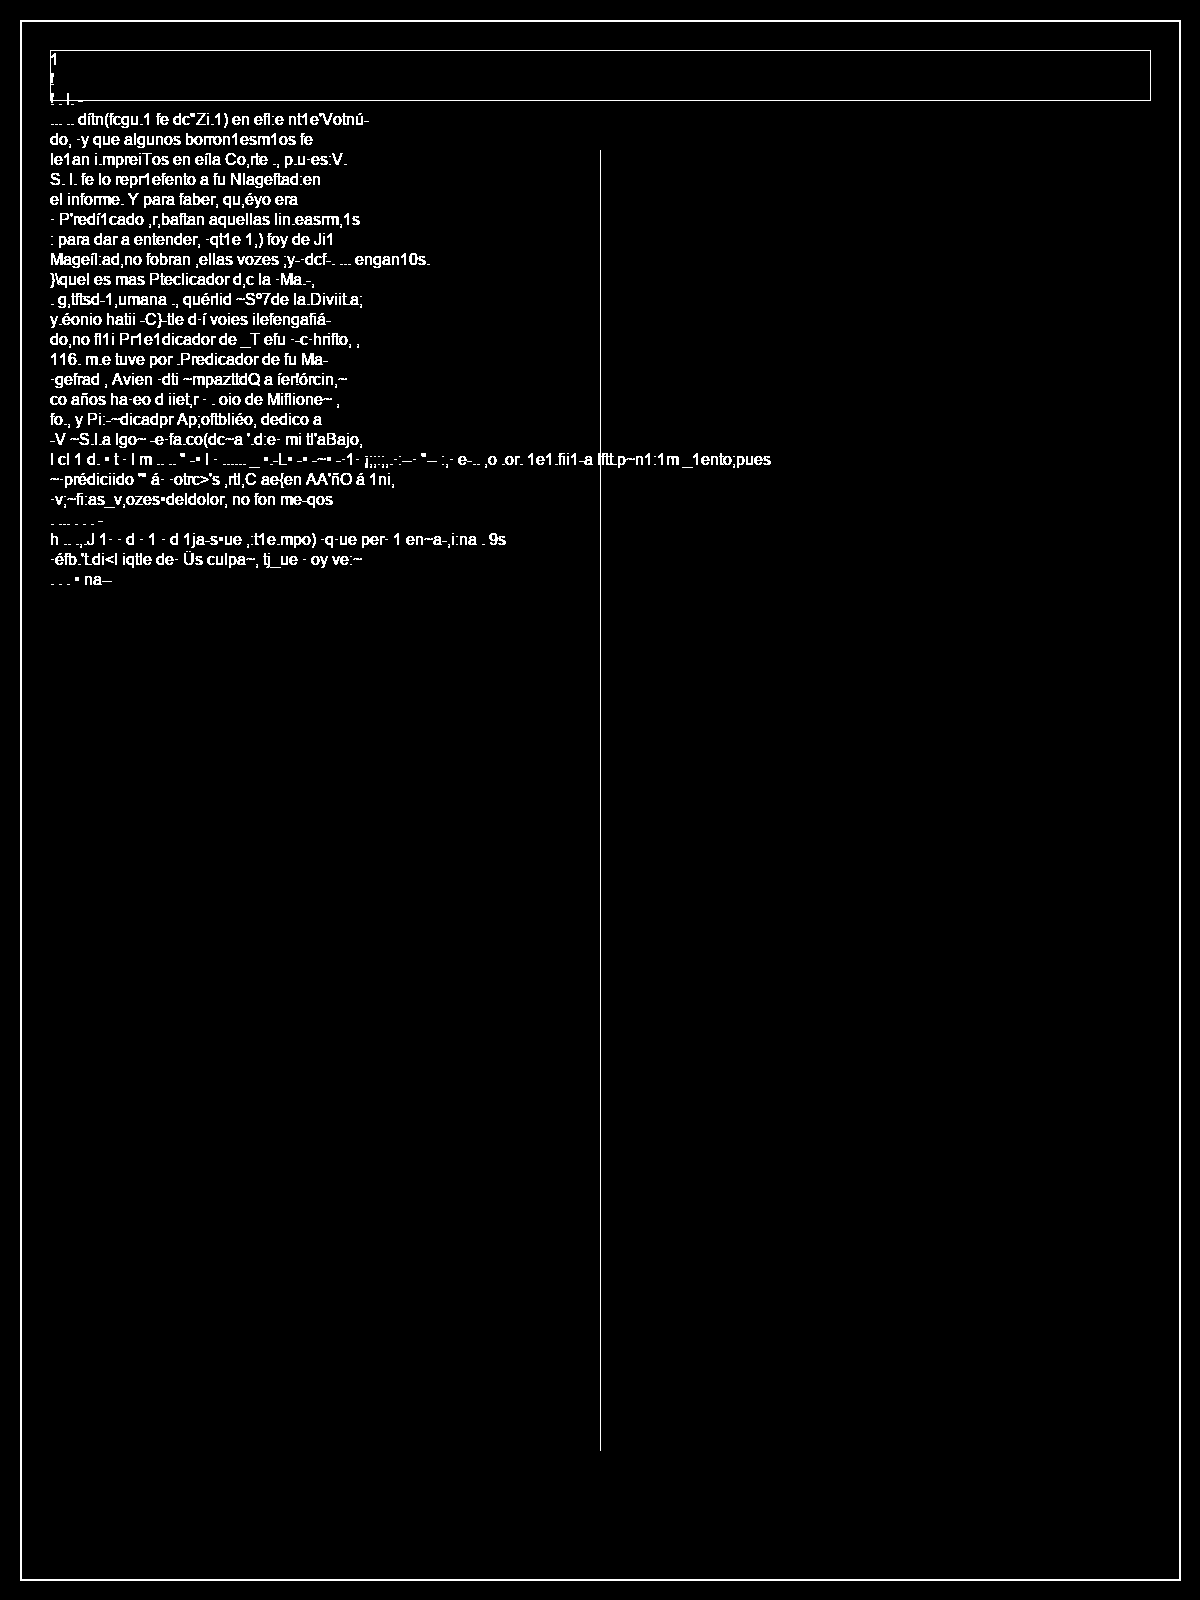 1
!
! . l. -
... .. dítn(fcgu.1 fe dc"Zi.1) en efl:e nt1e'Votnú-
do, -y que algunos borron1esm1os fe
le1an i.mpreiTos en eíla Co,rte ., p.u-es:V.
S. I. fe lo repr1efento a fu Nlageftad:en
el informe. Y para faber, qu,éyo era
- P'redí1cado ,r,baftan aquellas lin.easrm,1s
: para dar a entender, -qt1e 1,) foy de Ji1
Mageíl:ad,no fobran ,ellas vozes ;y--dcf-. ... engan10s.
}\quel es mas Pteclicador d,c la -Ma.-,
. g,tftsd-1,umana ., quérlid ~Sº7de la.Diviit.a;
y.éonio hatii -C}-tle d-í voies ilefengafiá-
do,no fl1i Pr1e1dicador de _T efu --c-hrifto, ,
116. m.e tuve por .Predicador de fu Ma-
-gefrad , Avien -dti ~mpazttdQ a íerfórcin,~
co años ha-eo d iiet,r - . oio de Miflione~ ,
fo., y Pi:-~dicadpr Ap;oftbliéo, dedico a
-V ~S.I.a lgo~ -e-fa.co(dc~a '.d:e- mi tl'aBajo,
l cl 1 d. • t - l m .. .. " -• l - ...... _ •.-L• -• -~• --1- ¡;;:;,,.-:--- "-- :,- e-.. ,o .or. 1e1.fii1-a lftt.p~n1:1m _1ento;pues
~-prédiciido "" á- -otrc>'s ,rtl,C ae{en AA'ñO á 1ni,
-v;~fi:as_v,ozes•deldolor, no fon me-qos
. ... . . . -
h .. .,.J 1- - d - 1 - d 1ja-s•ue ,:t1e.mpo) -q-ue per- 1 en~a-,i:na . 9s
-éfb.'t.di<l iqtle de- Üs culpa~, tj_ue - oy ve:~
. . . • na--